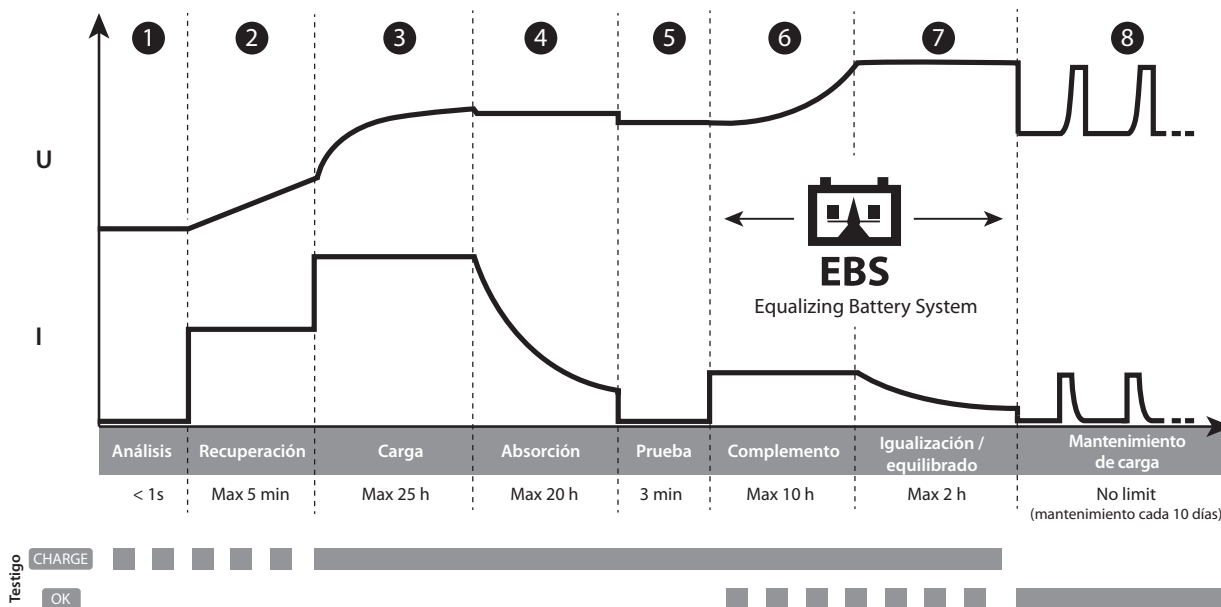 1 2 3 4 5 6 7 8
U
EBS
Equalizing Battery System
I
Análisis Recuperación Carga Absorción Prueba Complemento Igualización / equilibrado Mantenimiento de carga
< 1s Max 5 min Max 25 h Max 20 h 3 min Max 10 h Max 2 h No limit
(mantenimiento cada 10 días)
Testigo
CHARGE
OK